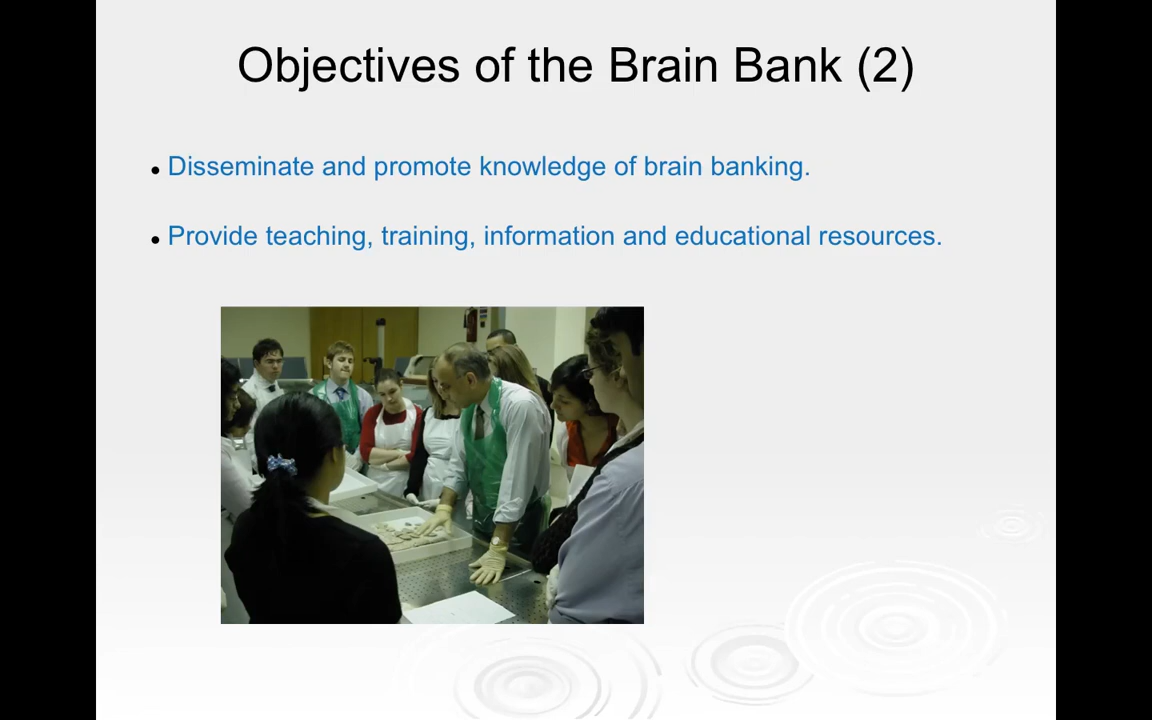 Objectives of the Brain Bank (2)
• Disseminate and promote knowledge of brain banking.
• Provide teaching, training, information and educational resources.